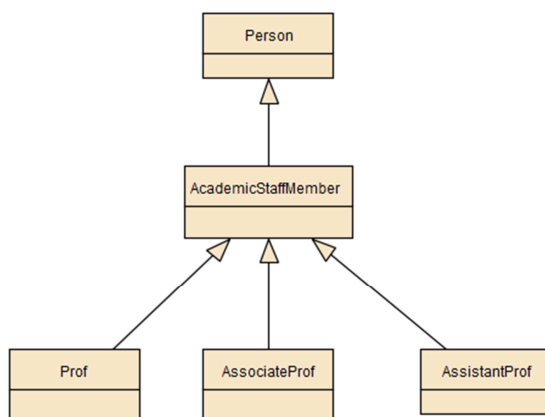 Person
AcademicStaffMember
Prof
AssociateProf
AssistantProf